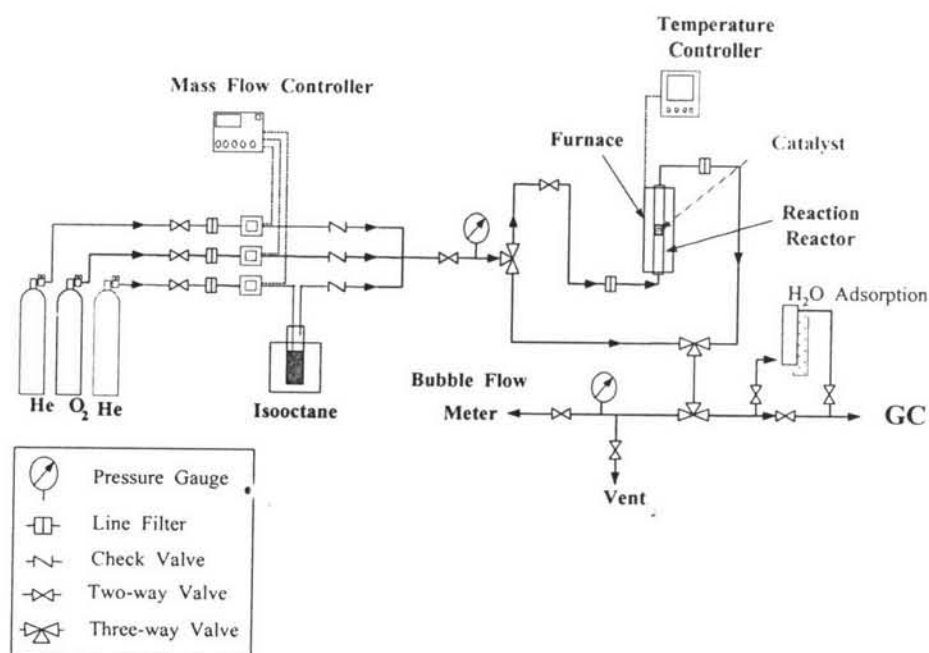 Temperature
Controller
Mass Flow Controller
Furnace
Catalyst
Reaction
Reactor
H₂O Adsorption
Bubble Flow
Meter
GC
Vent
He O₂ He
Isooctane
Pressure Gauge
Line Filter
Check Valve
Two-way Valve
Three-way Valve